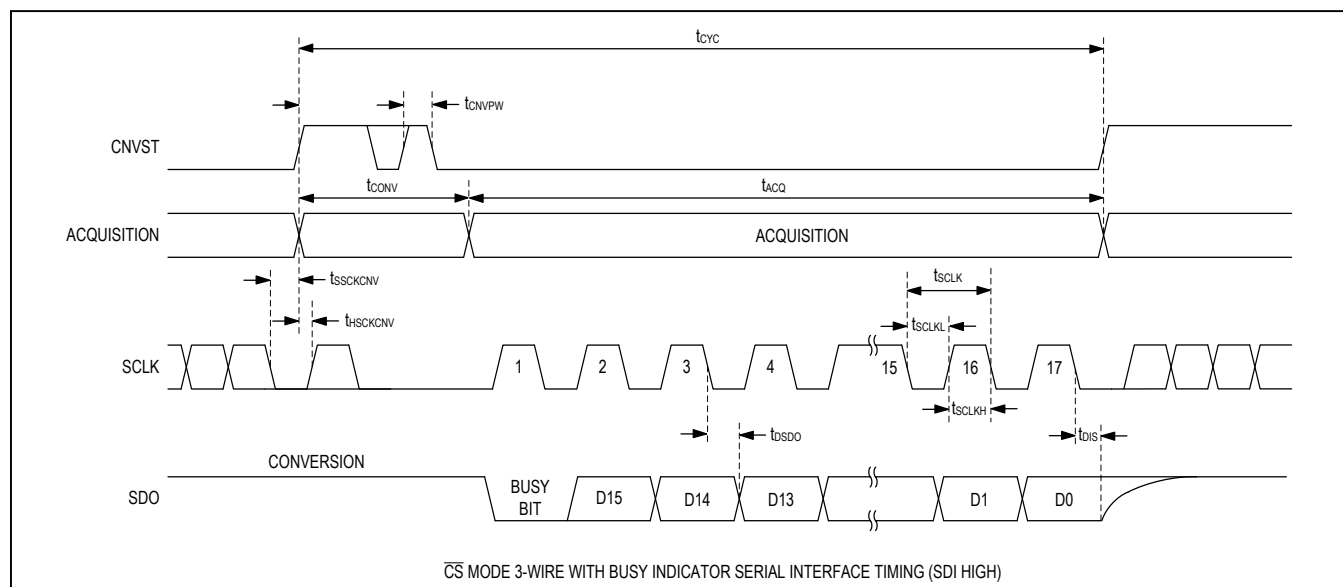 tCYC
tCNVPW
CNVST
tCONV
tACQ
ACQUISITION
ACQUISITION
tSSCKCNV
tSCLK
tHSCKCNV
tSCLKL
SCLK
1 2 3 4 15 16 17
tSCLKH
tDSDO
tDIS
CONVERSION
SDO
BUSY
BIT
D15 D14 D13 D1 D0
CS MODE 3-WIRE WITH BUSY INDICATOR SERIAL INTERFACE TIMING (SDI HIGH)